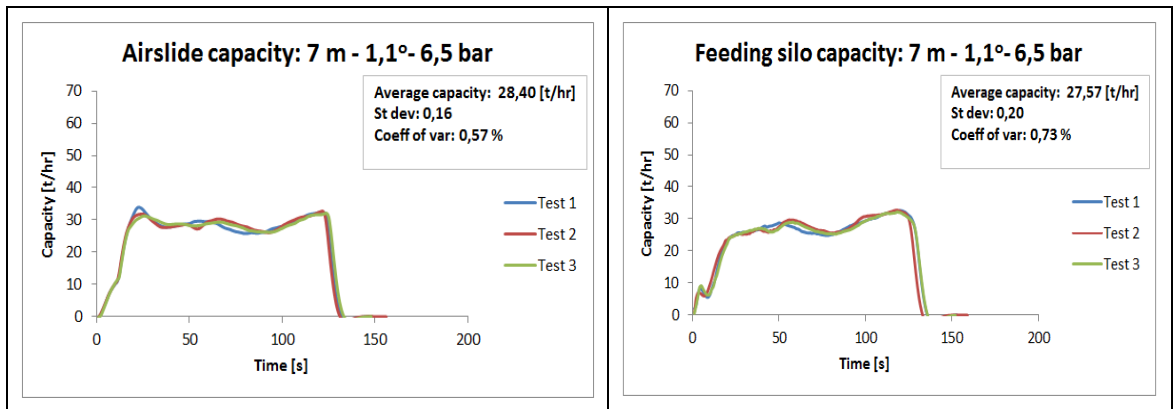 Airslide capacity: 7 m - 1,1º- 6,5 bar
Average capacity: 28,40 [t/hr]
St dev: 0,16
Coeff of var: 0,57 %
Capacity [t/hr]
70
60
50
40
30
20
10
0
0 50 100 150 200
Time [s]
Test 1
Test 2
Test 3
Feeding silo capacity: 7 m - 1,1º- 6,5 bar
Average capacity: 27,57 [t/hr]
St dev: 0,20
Coeff of var: 0,73 %
Capacity [t/hr]
70
60
50
40
30
20
10
0
0 50 100 150 200
Time [s]
Test 1
Test 2
Test 3